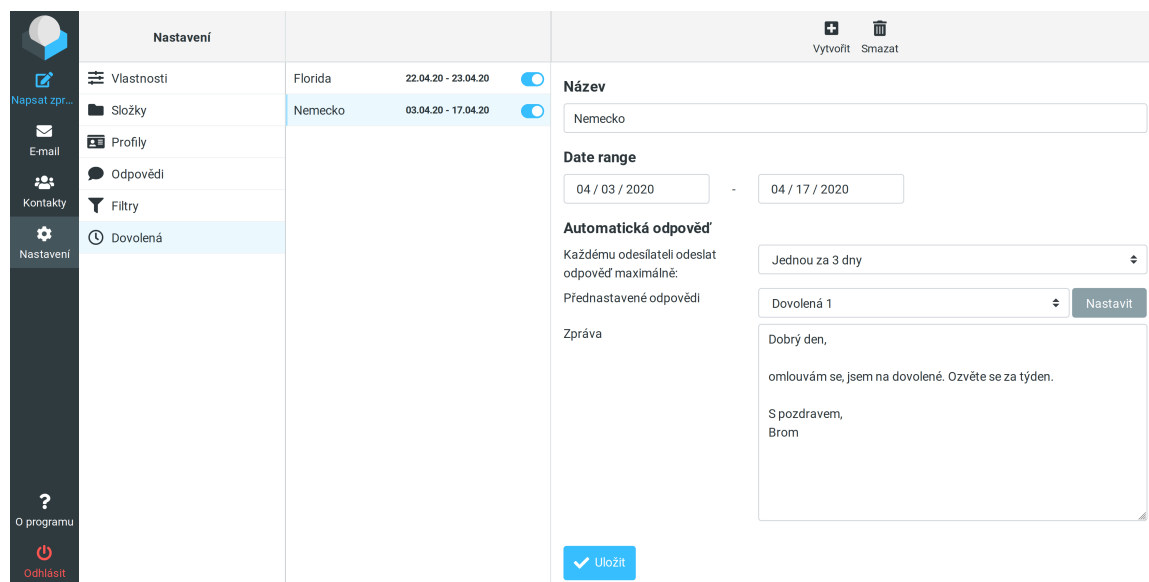 Napsat zpr...
E-mail
Kontakty
Nastavení
O programu
Odhlásit
Nastavení
Vlastnosti
Složky
Profily
Odpovědi
Filtry
Dovolená
Florida 22.04.20 - 23.04.20
Nemecko 03.04.20 - 17.04.20
Vytvořit Smazat
Název
Nemecko
Date range
04 / 03 / 2020 - 04 / 17 / 2020
Automatická odpověď
Každému odesílateli odeslat
odpověď maximálně:
Jednou za 3 dny
Přednastavené odpovědi
Dovolená 1
Nastavit
Zpráva
Dobrý den,
omlouvám se, jsem na dovolené. Ozvěte se za týden.
S pozdravem,
Brom
Uložit